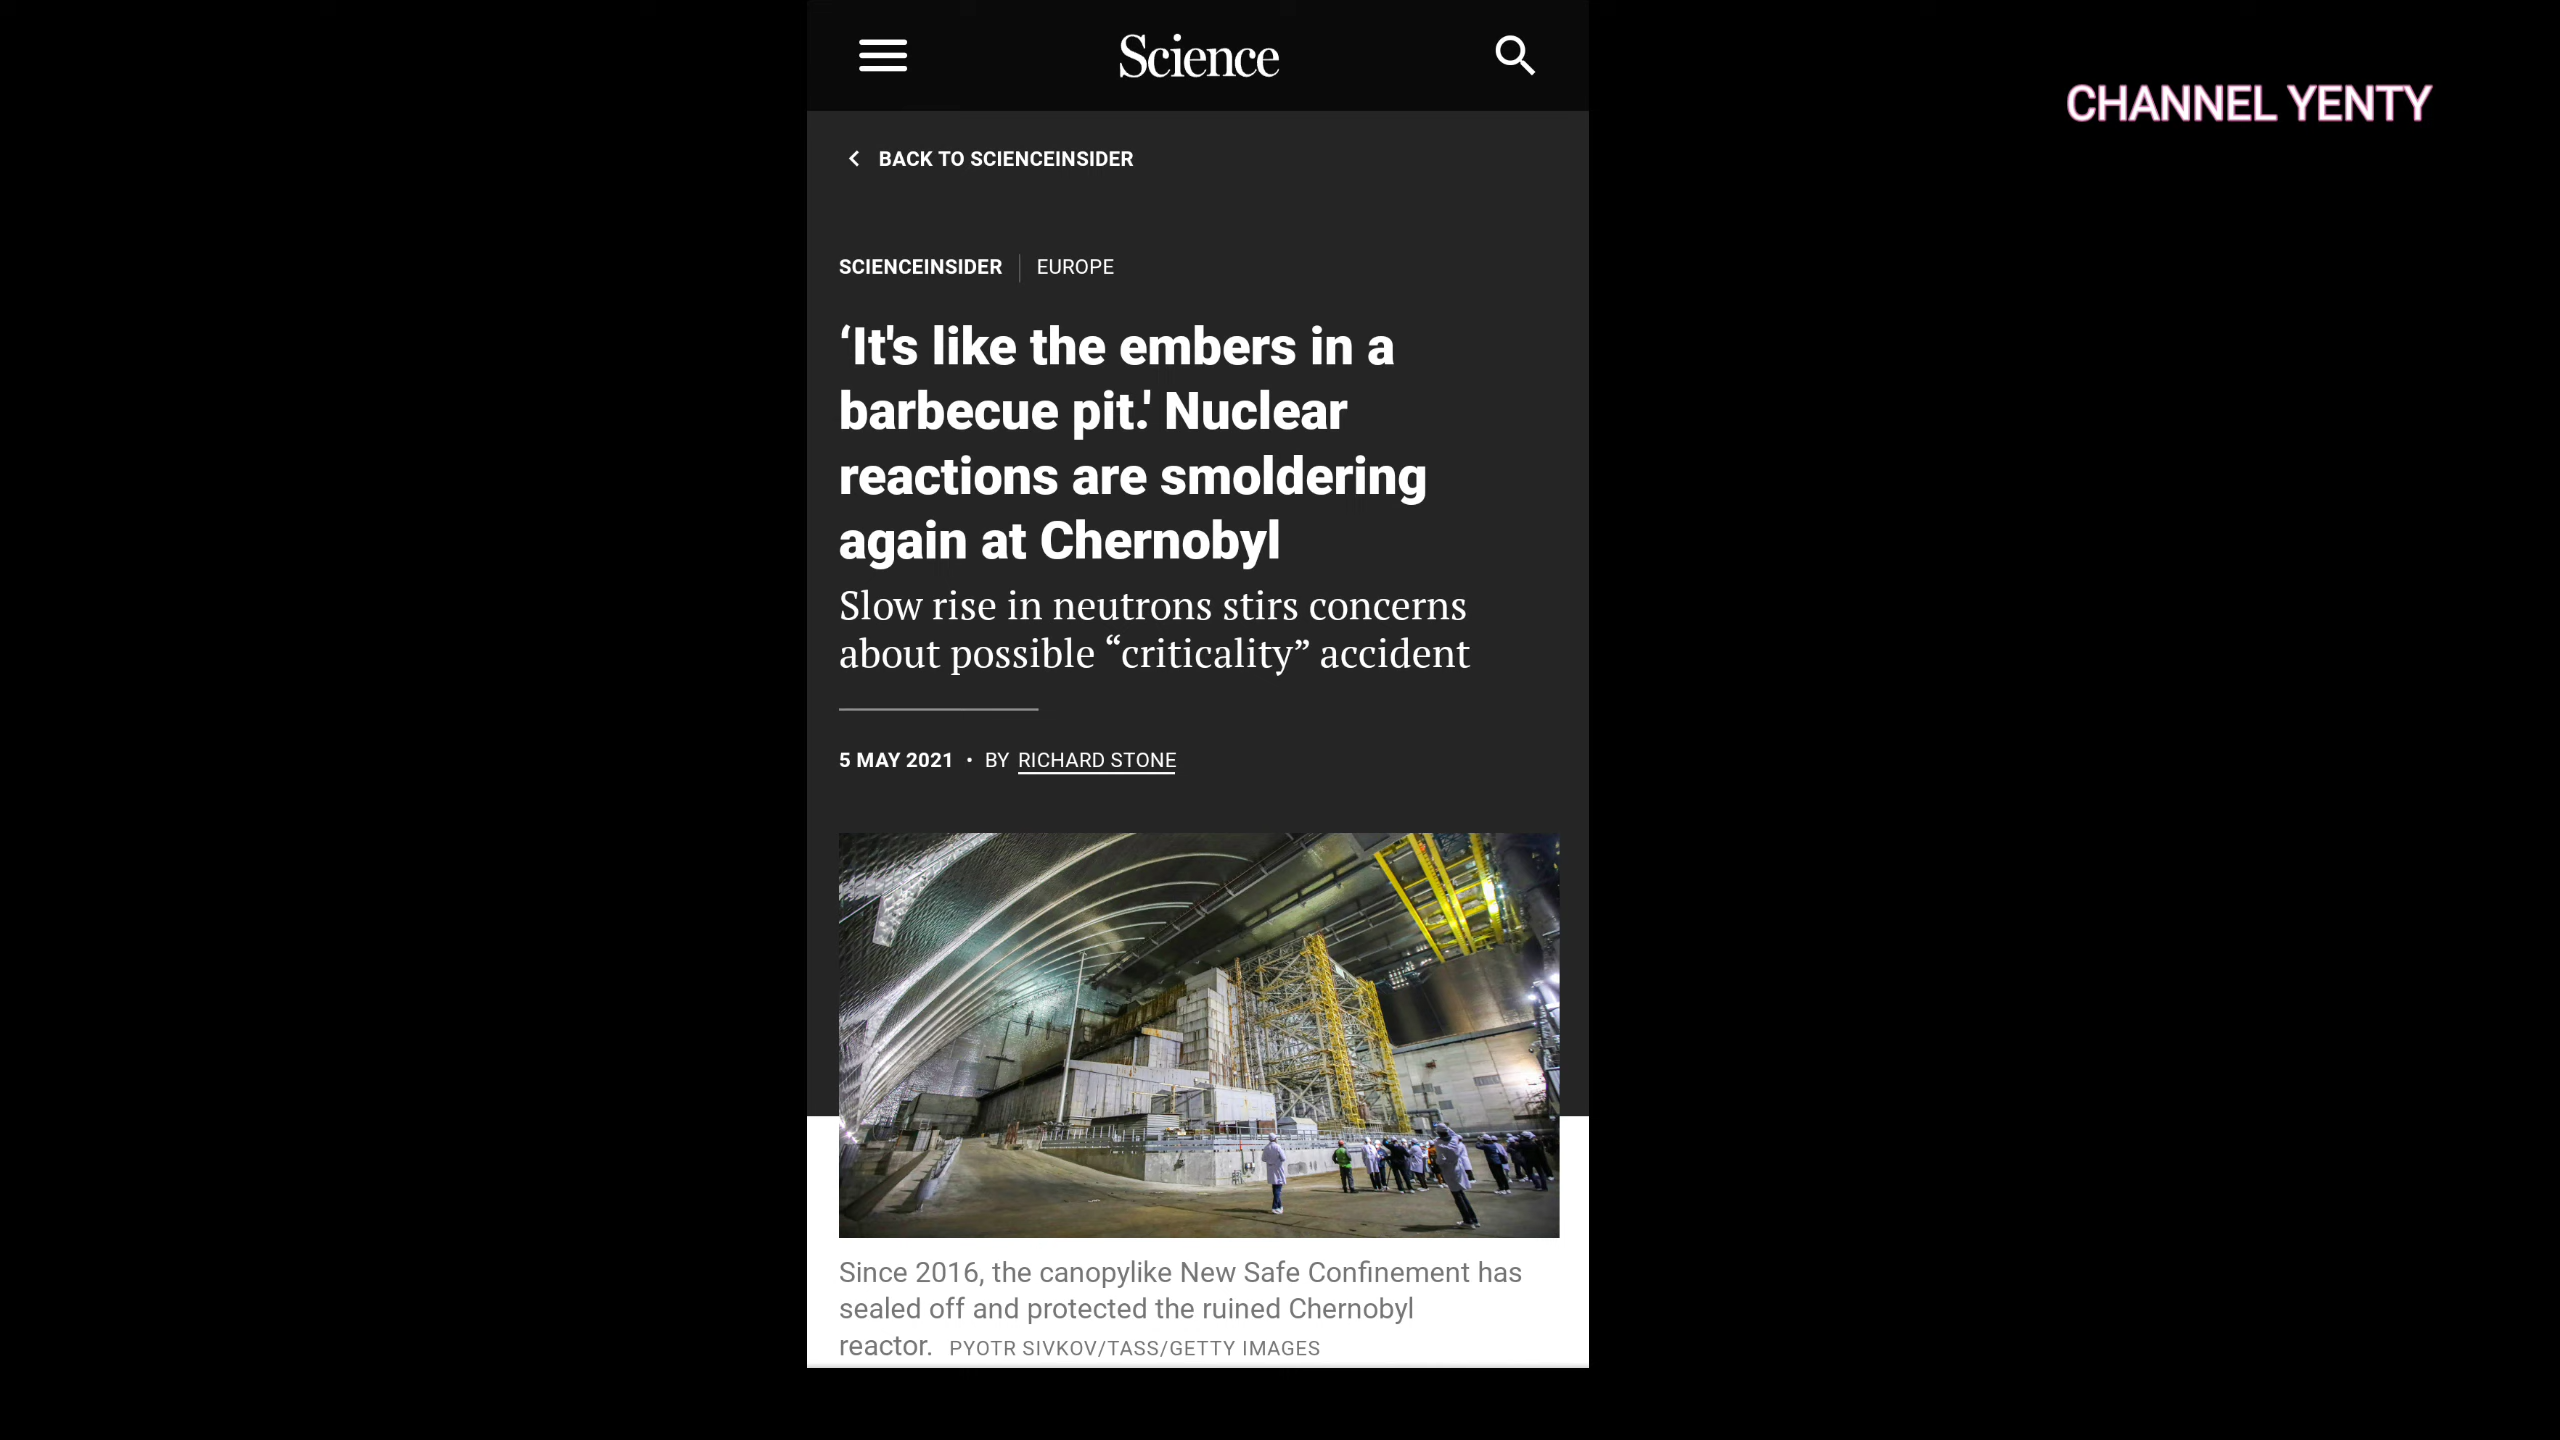 Science
CHANNEL YENTY
BACK TO SCIENCEINSIDER
SCIENCEINSIDER EUROPE
‘It's like the embers in a
barbecue pit.' Nuclear
reactions are smoldering
again at Chernobyl
Slow rise in neutrons stirs concerns
about possible “criticality” accident
5 MAY 2021 • BY RICHARD STONE
Since 2016, the canopylike New Safe Confinement has
sealed off and protected the ruined Chernobyl
reactor. PYOTR SIVKOV/TASS/GETTY IMAGES